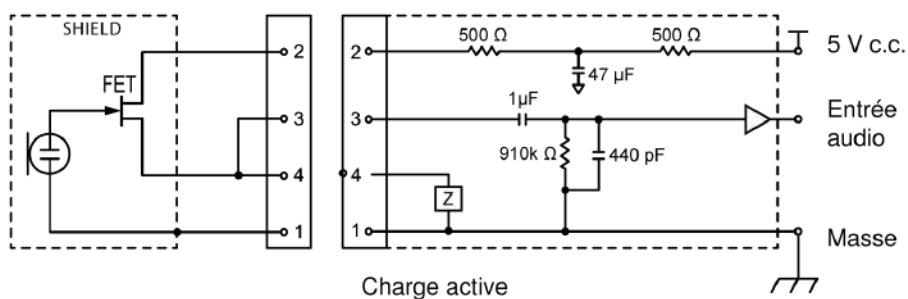 SHIELD
FET
2
3
4
1
2
3
4
1
500 Ω
500 Ω
47 µF
1µF
910k Ω
440 pF
Z
5 V c.c.
Entrée
audio
Masse
Charge active